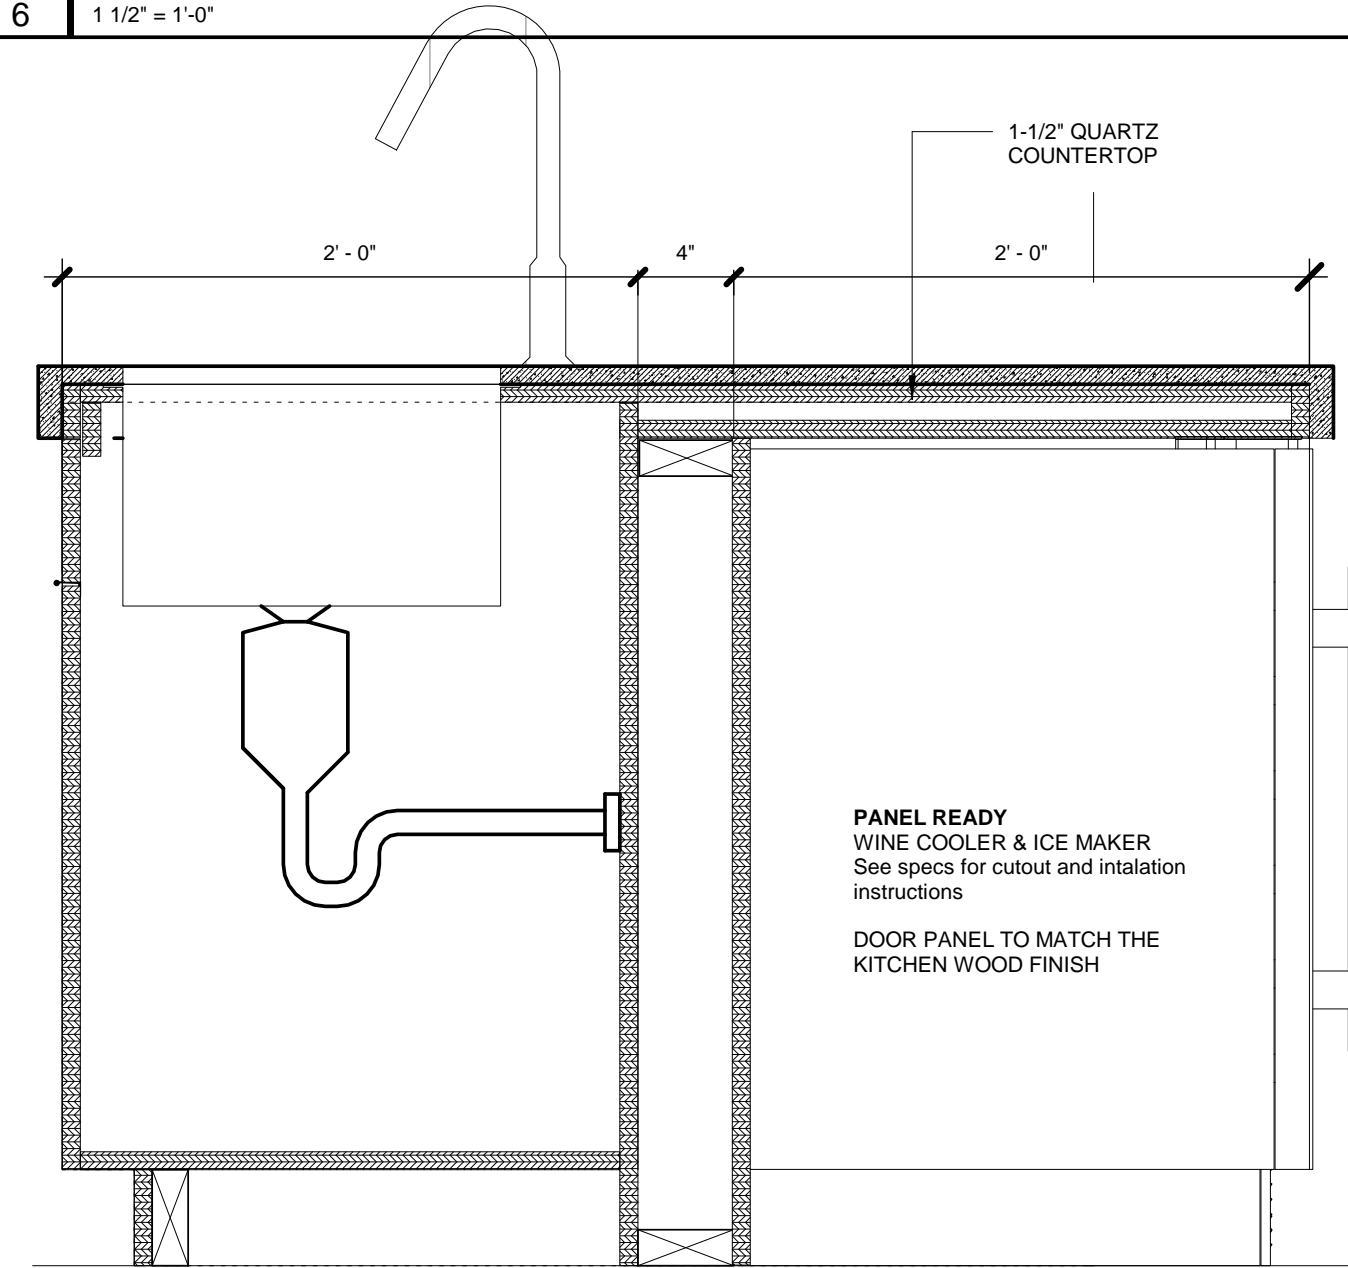 6
1 1/2" = 1'-0"
1-1/2" QUARTZ
COUNTERTOP
2' - 0"
4"
2' - 0"
PANEL READY
WINE COOLER & ICE MAKER
See specs for cutout and intalation
instructions
DOOR PANEL TO MATCH THE
KITCHEN WOOD FINISH